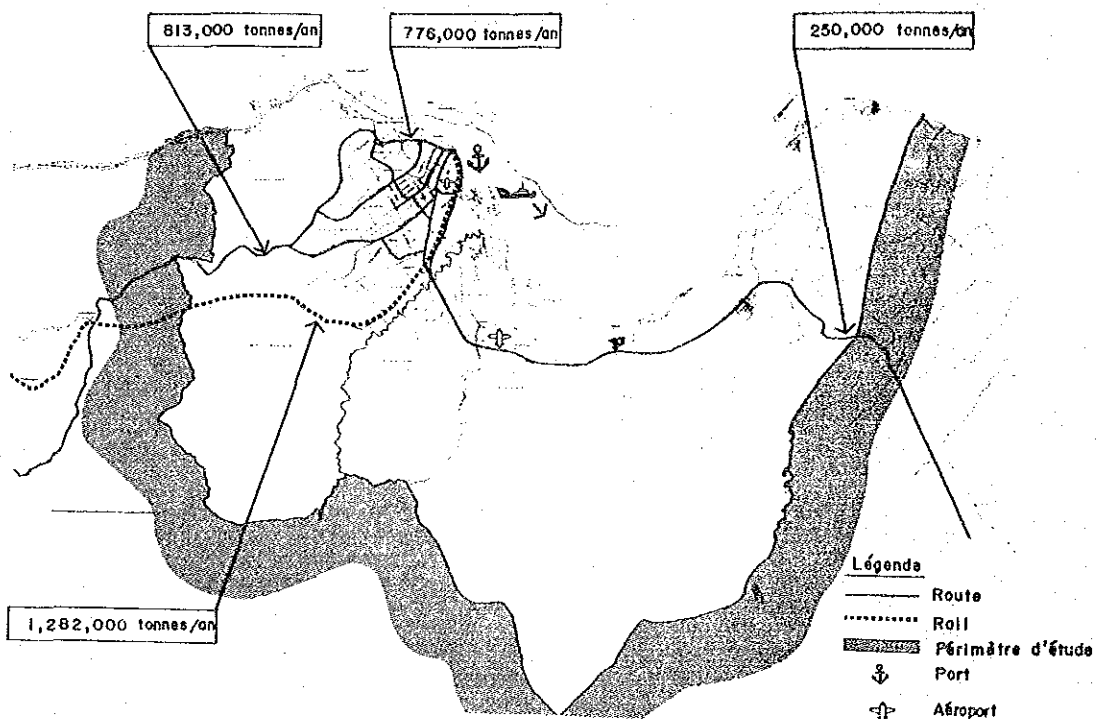 813,000 tonnes/an
776,000 tonnes/an
250,000 tonnes/an
1,282,000 tonnes/an
Légende
Route
Rail
Périmètre d'étude
Port
Aéroport